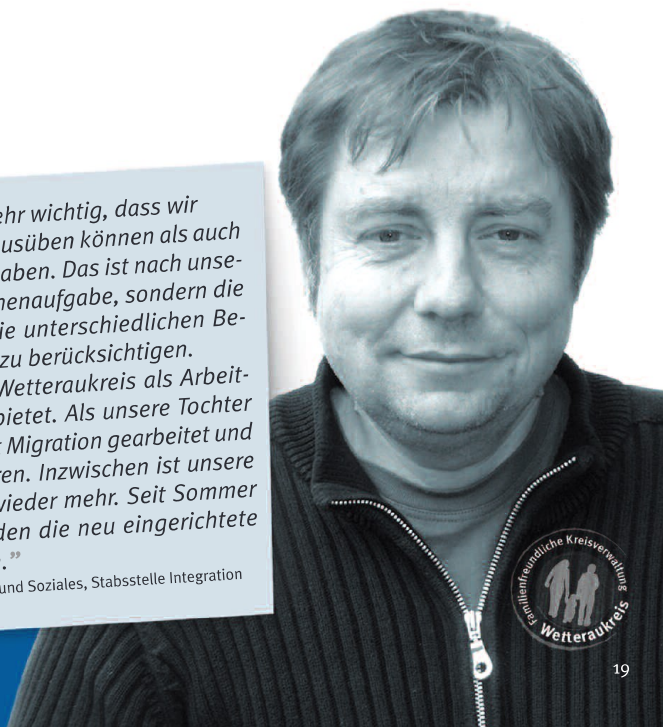 ehr wichtig, dass wir
usüben können als auch
aben. Das ist nach unse-
nenaufgabe, sondern die
ie unterschiedlichen Be-
zu berücksichtigen.
Wetteraukreis als Arbeit-
bietet. Als unsere Tochter
Migration gearbeitet und
ren. Inzwischen ist unsere
vieder mehr. Seit Sommer
den die neu eingerichtete
.”
und Soziales, Stabsstelle Integration
Familienfreundliche Kreisverwaltung
Wetteraukreis
19